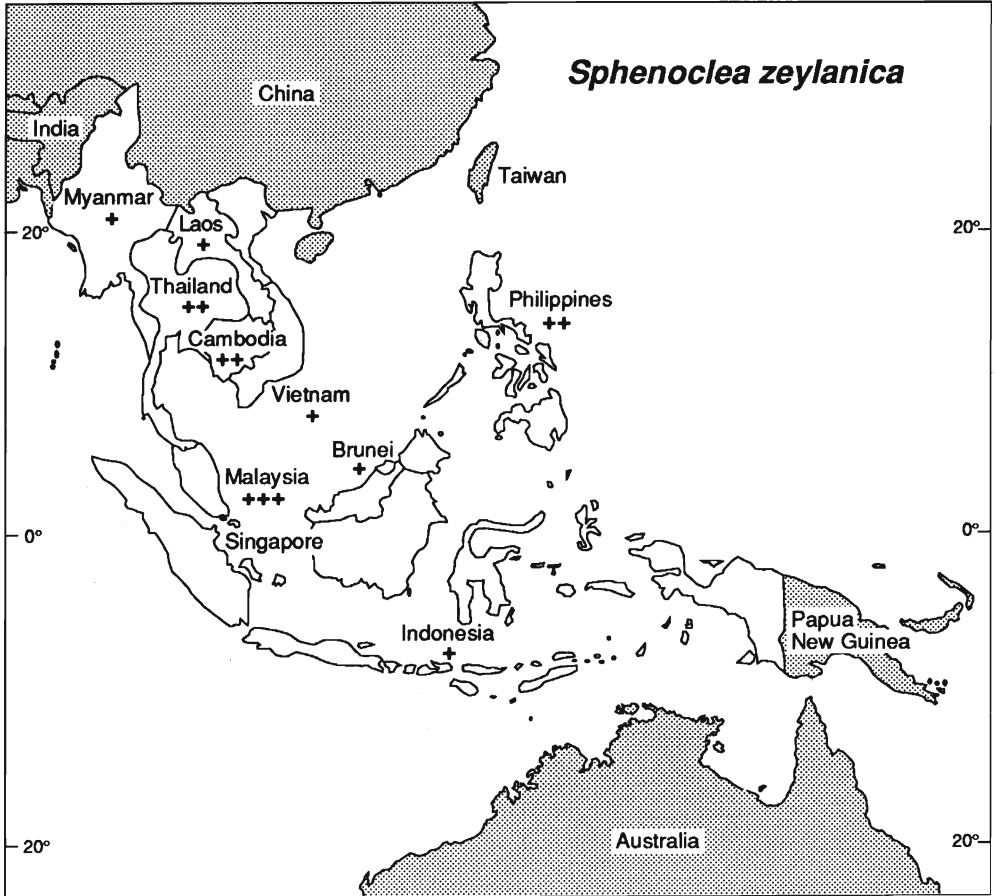 Sphenoclea zeylanica
China
India
Taiwan
Myanmar
+
Laos
+
20°
20°
Thailand
++
Philippines
++
Cambodia
++
Vietnam
+
Brunei
+
Malaysia
+++
0°
0°
Singapore
Papua
New Guinea
Indonesia
+
Australia
20°
20°